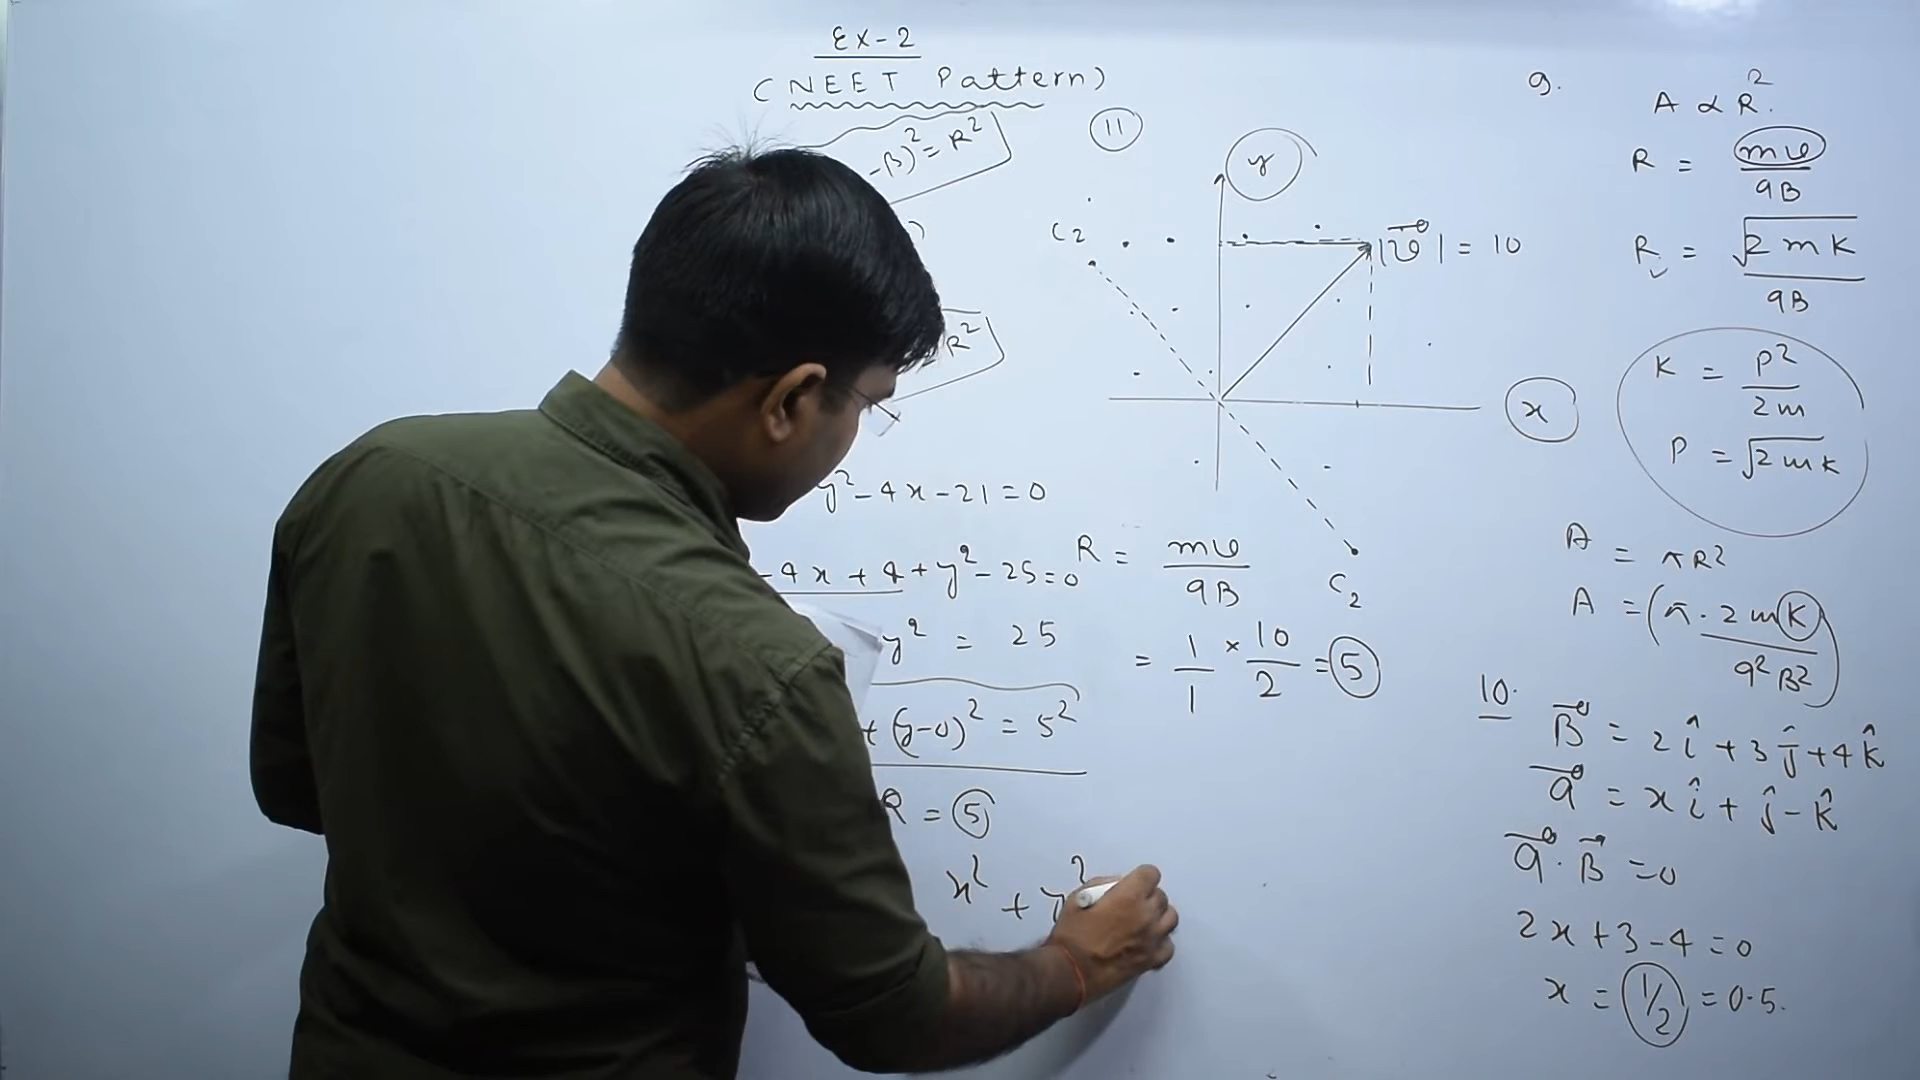 Ex-2
(NEET Pattern)
-β)² = R²
)
R²
y² - 4x - 21 = 0
- 4x + 4 + y² - 25 = 0
y² = 25
+ (y-0)² = 5²
R = 5
x² + y²
11
y
C2
|v⃗| = 10
x
C2
R = mv/qB
= 1/1 × 10/2 = 5
9.
A ∝ R².
R = mv/qB
R = √2mK/qB
K = P²/2m
P = √2mK
A = πR²
A = (π · 2mK/q²B²)
10.
B⃗ = 2î + 3ĵ + 4k̂
a⃗ = xî + ĵ - k̂
a⃗ · B⃗ = 0
2x + 3 - 4 = 0
x = 1/2 = 0.5.